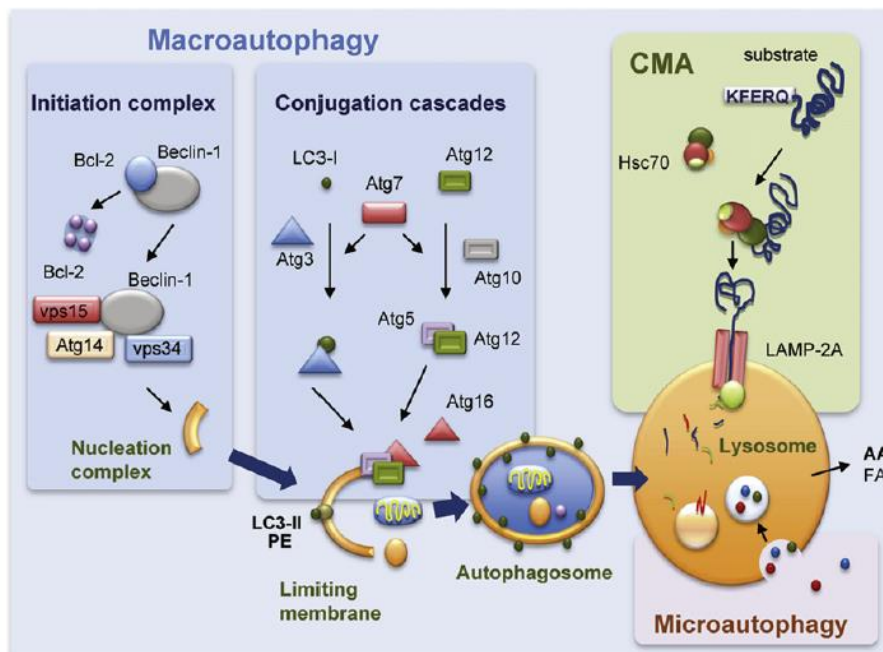 Macroautophagy
Initiation complex
Bcl-2
Beclin-1
Bcl-2
Beclin-1
vps15
Atg14
vps34
Nucleation
complex
Conjugation cascades
LC3-I
Atg12
Atg7
Atg3
Atg10
Atg5
Atg12
Atg16
LC3-II
PE
Limiting
membrane
Autophagosome
CMA
substrate
KFERQ
Hsc70
LAMP-2A
Lysosome
AA
FA
Microautophagy